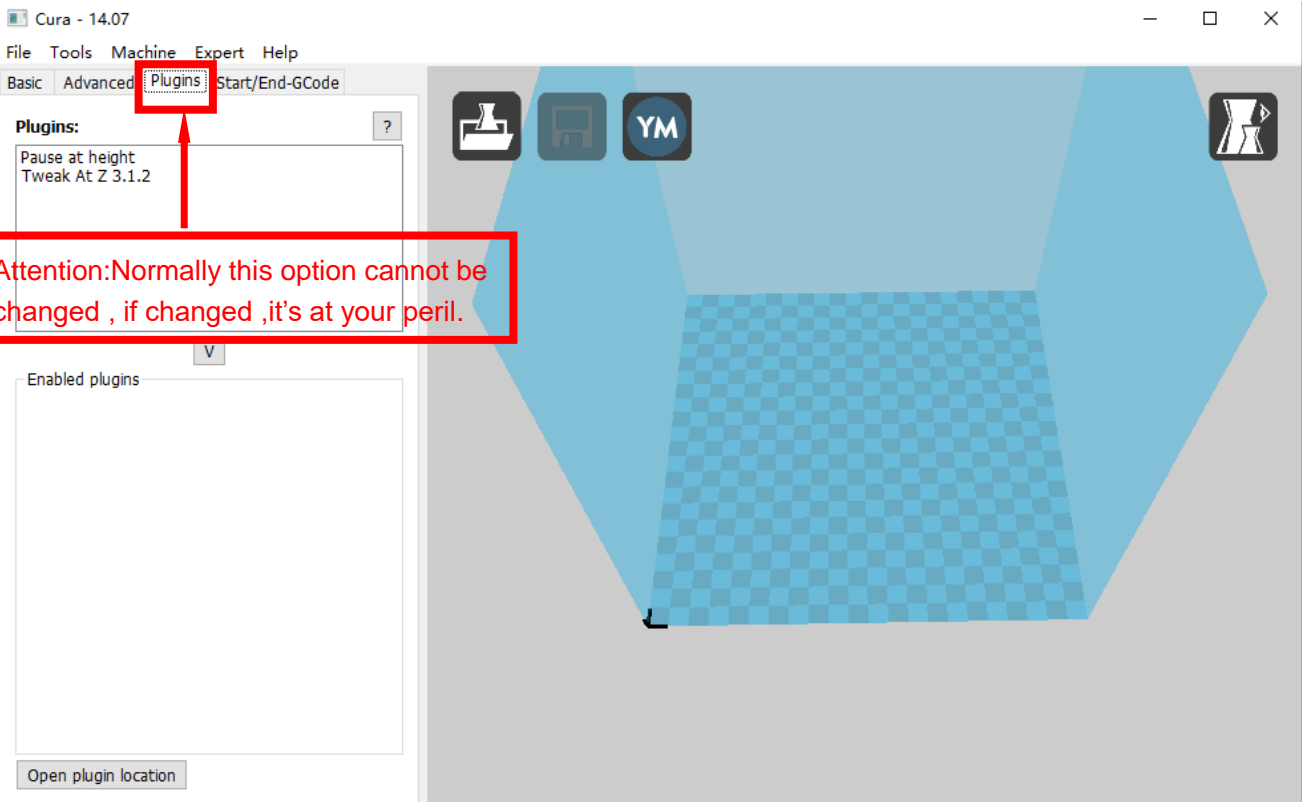 Cura - 14.07
File Tools Machine Expert Help
Basic Advanced Plugins Start/End-GCode
Plugins: ?
Pause at height
Tweak At Z 3.1.2
YM
Attention:Normally this option cannot be
changed , if changed ,it's at your peril.
V
Enabled plugins
Open plugin location